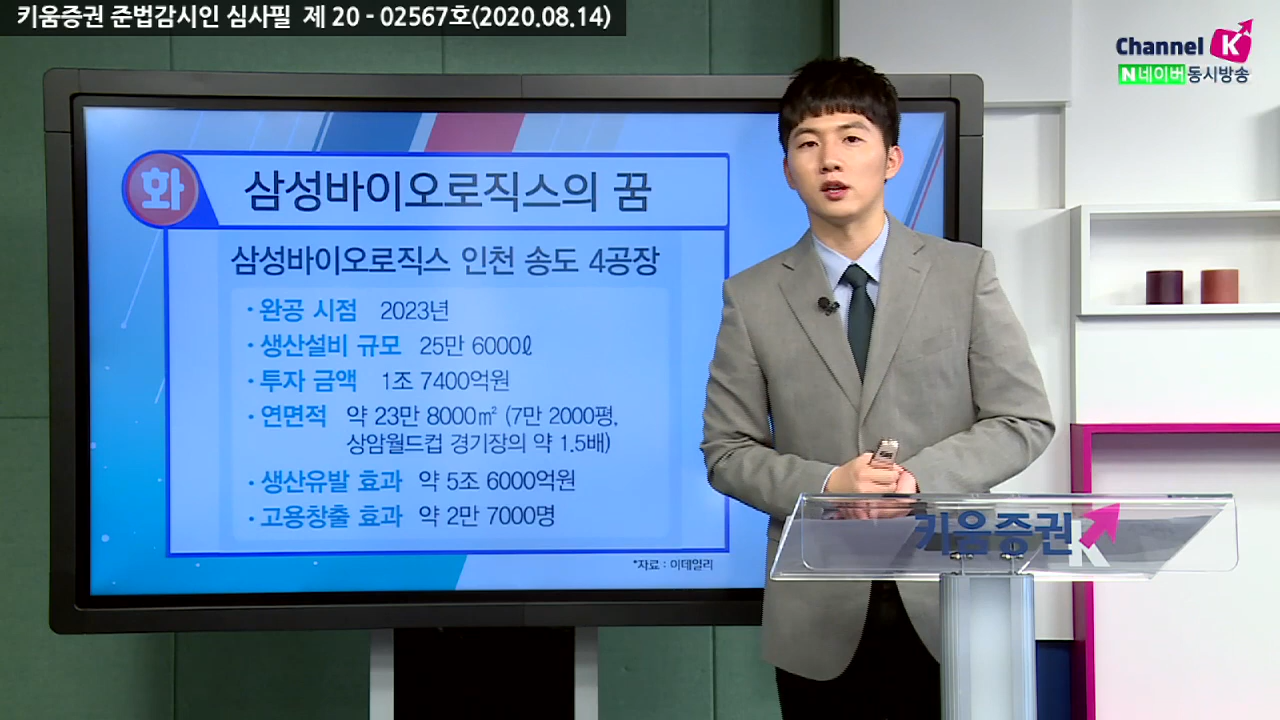 키움증권 준법감시인 심사필 제 20 - 02567호(2020.08.14)
Channel K
N 네이버 동시방송
화 삼성바이오로직스의 꿈
삼성바이오로직스 인천 송도 4공장
· 완공 시점 2023년
· 생산설비 규모 25만 6000ℓ
· 투자 금액 1조 7400억원
· 연면적 약 23만 8000㎡ (7만 2000평,
상암월드컵 경기장의 약 1.5배)
· 생산유발 효과 약 5조 6000억원
· 고용창출 효과 약 2만 7000명
*자료 : 이데일리
키움증권 K